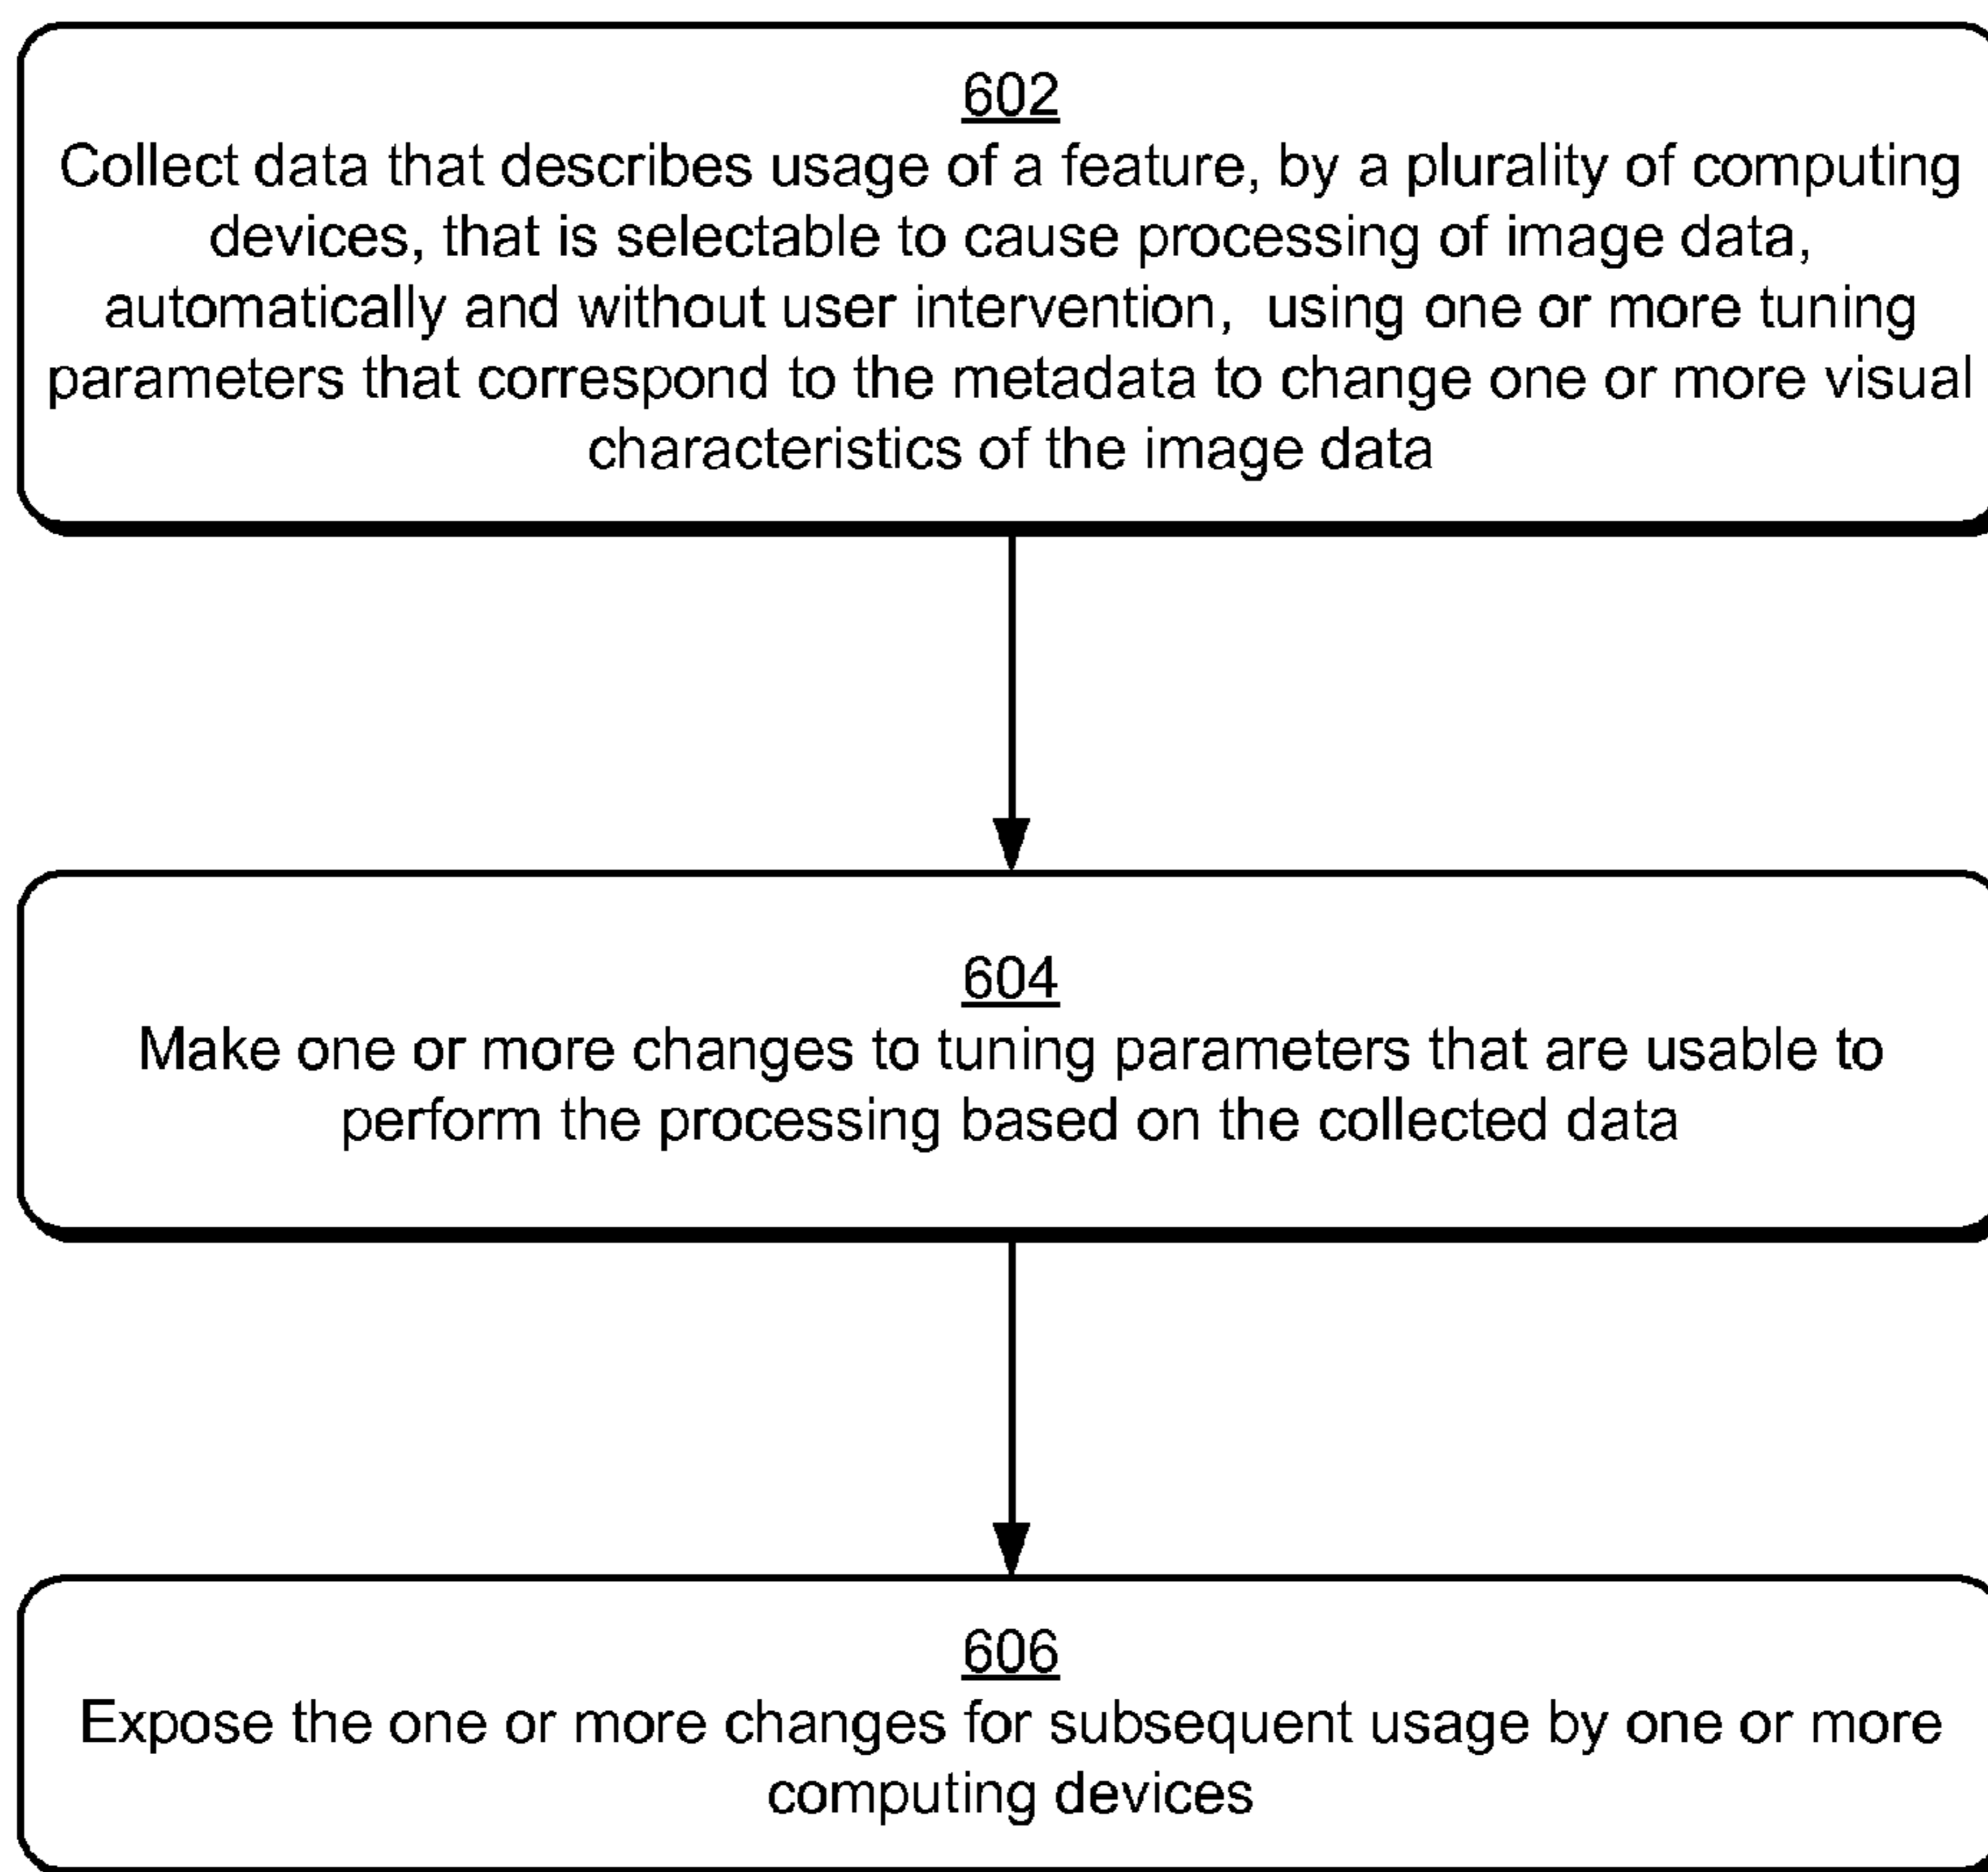 602
Collect data that describes usage of a feature, by a plurality of computing
devices, that is selectable to cause processing of image data,
automatically and without user intervention,  using one or more tuning
parameters that correspond to the metadata to change one or more visual
characteristics of the image data
604
Make one or more changes to tuning parameters that are usable to
perform the processing based on the collected data
606
Expose the one or more changes for subsequent usage by one or more
computing devices